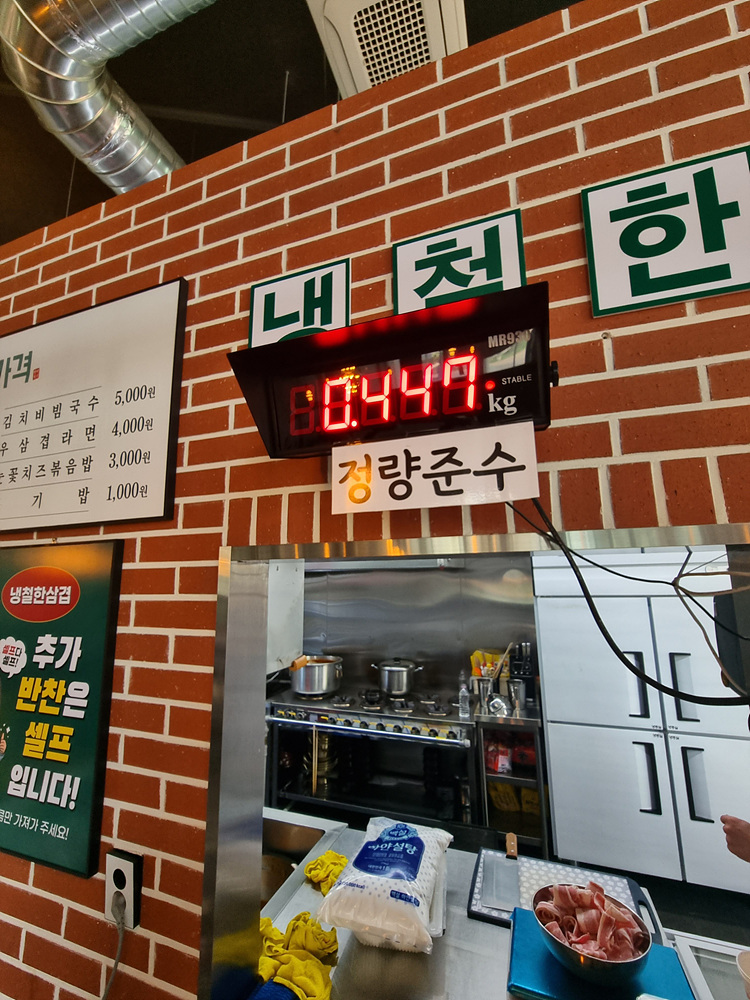 냉철한
MR930
0.447
STABLE
kg
정량준수
가격
김치비빔국수 5,000원
우삼겹라면 4,000원
눈꽃치즈볶음밥 3,000원
기밥 1,000원
냉철한삼겹
셀프다
셀프!
추가
반찬은
셀프
입니다!
가져가 주세요!
백설
하얀설탕